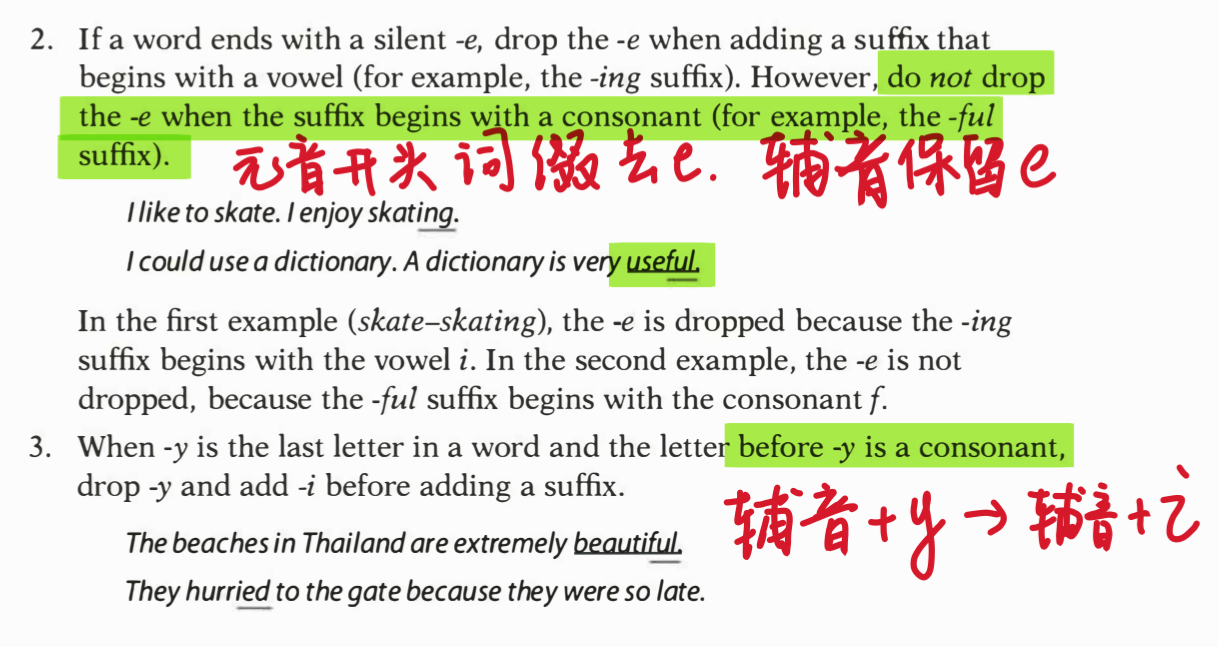 2. If a word ends with a silent -e, drop the -e when adding a suffix that
begins with a vowel (for example, the -ing suffix). However, do not drop
the -e when the suffix begins with a consonant (for example, the -ful
suffix).
元音开头词缀去e. 辅音保留e
I like to skate. I enjoy skating.
I could use a dictionary. A dictionary is very useful.
In the first example (skate–skating), the -e is dropped because the -ing
suffix begins with the vowel i. In the second example, the -e is not
dropped, because the -ful suffix begins with the consonant f.
3. When -y is the last letter in a word and the letter before -y is a consonant,
drop -y and add -i before adding a suffix.
辅音+y→辅音+i
The beaches in Thailand are extremely beautiful.
They hurried to the gate because they were so late.